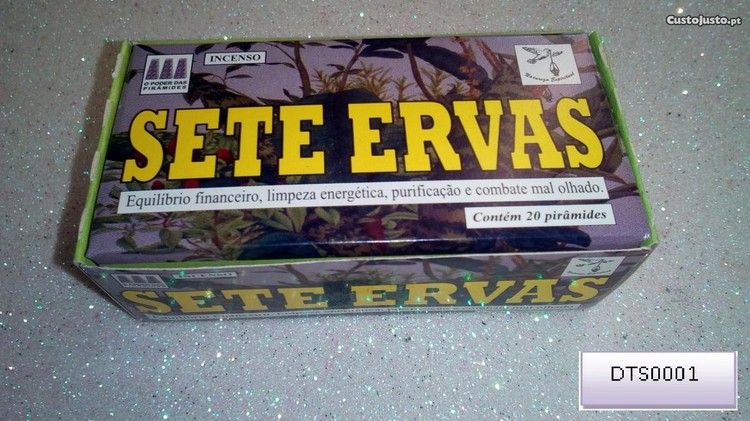 CustoJusto.pt
INCENSO
O PODER DAS
PIRÂMIDES
SETE ERVAS
Equilíbrio financeiro, limpeza energética, purificação e combate mal olhado.
Contém 20 pirâmides
INCENSO
SETE ERVAS
DTS0001